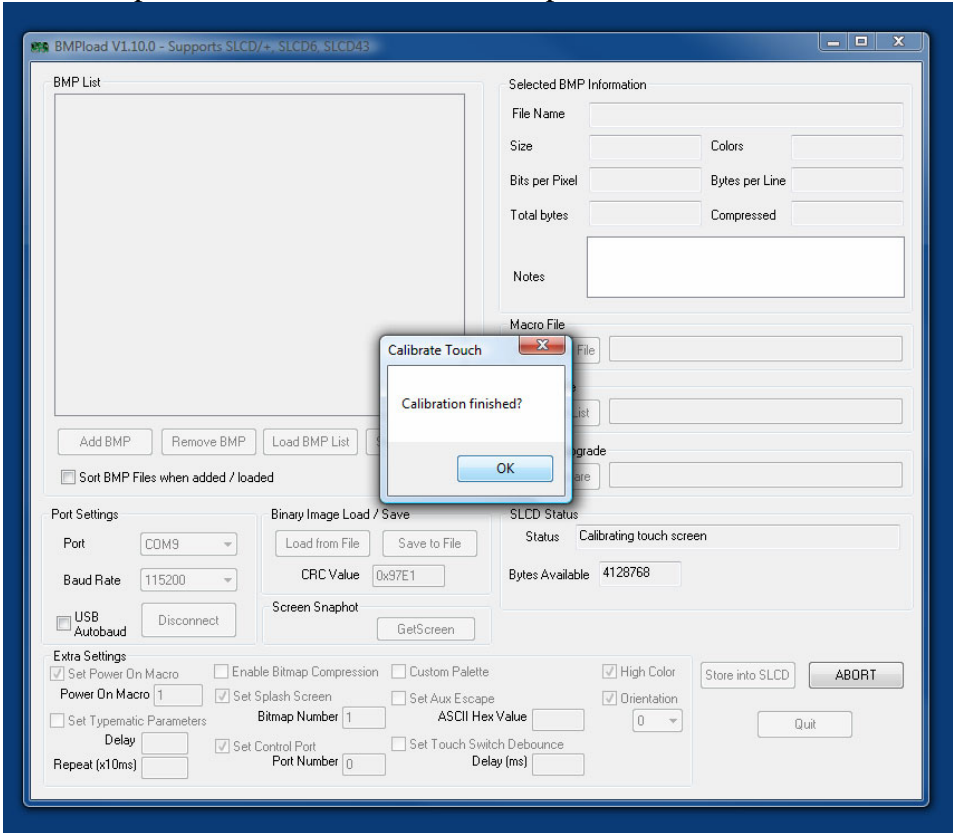 BMPload V1.10.0 - Supports SLCD/+, SLCD6, SLCD43
BMP List
Add BMP Remove BMP Load BMP List S
Sort BMP Files when added / loaded
Selected BMP Information
File Name
Size Colors
Bits per Pixel Bytes per Line
Total bytes Compressed
Notes
Macro File
File
List
are
Calibrate Touch
Calibration finished?
OK
Port Settings
Port COM9
Baud Rate 115200
USB
Autobaud
Disconnect
Binary Image Load / Save
Load from File Save to File
CRC Value 0x97E1
Screen Snaphot
GetScreen
SLCD Status
Status Calibrating touch screen
Bytes Available 4128768
Extra Settings
Set Power On Macro
Power On Macro 1
Set Typematic Parameters
Delay
Repeat (x10ms)
Enable Bitmap Compression
Set Splash Screen
Bitmap Number 1
Set Control Port
Port Number 0
Custom Palette
Set Aux Escape
ASCII Hex Value
Set Touch Switch Debounce
Delay (ms)
High Color
Orientation
0
Store into SLCD ABORT
Quit